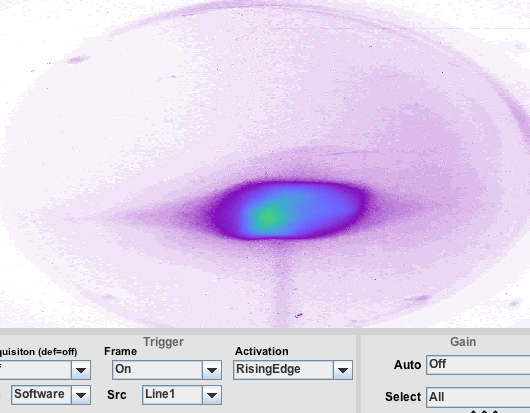 Trigger
Gain
quisiton (def=off)
Frame
Activation
On
RisingEdge
Auto
Off
Software
Src
Line1
Select
All